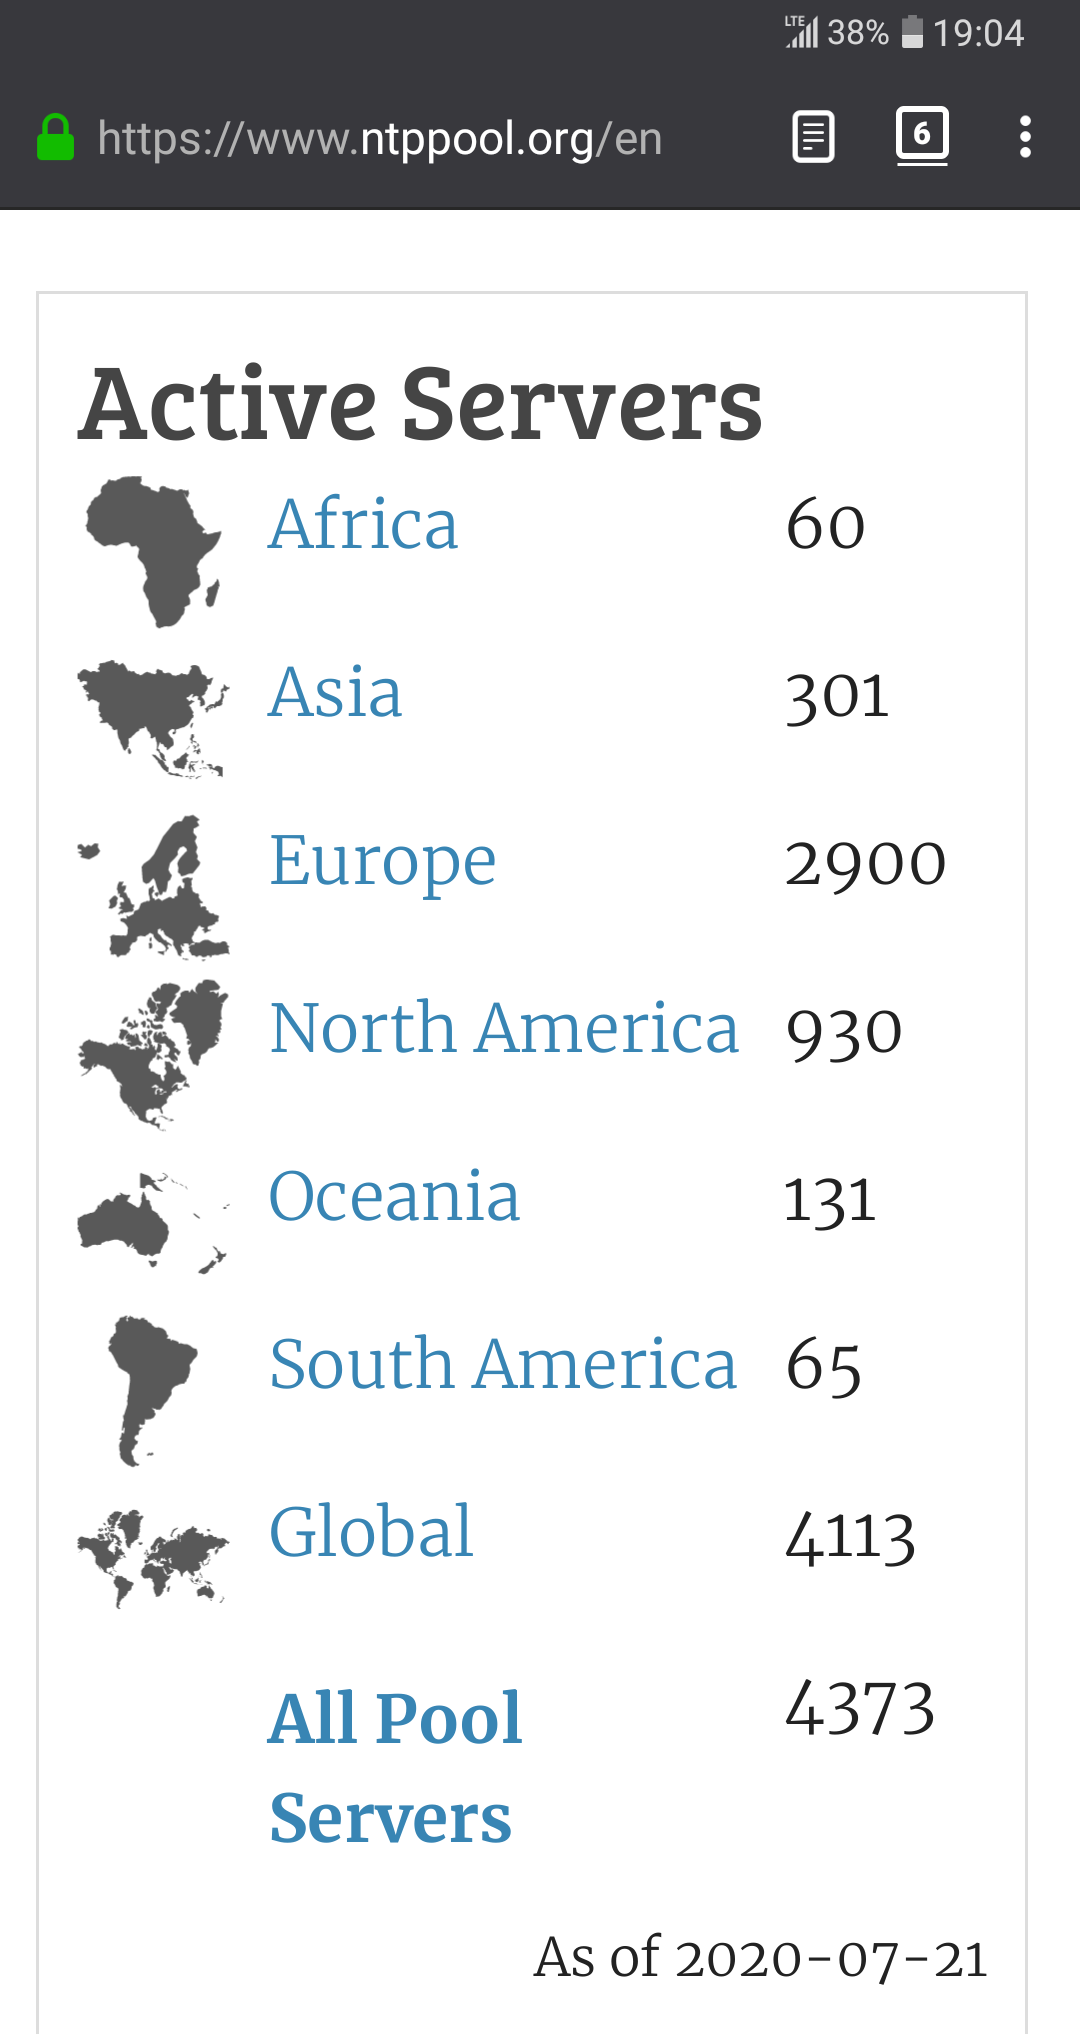 LTE 38% 19:04
https://www.ntppool.org/en 6
Active Servers
Africa 60
Asia 301
Europe 2900
North America 930
Oceania 131
South America 65
Global 4113
All Pool 4373
Servers
As of 2020-07-21